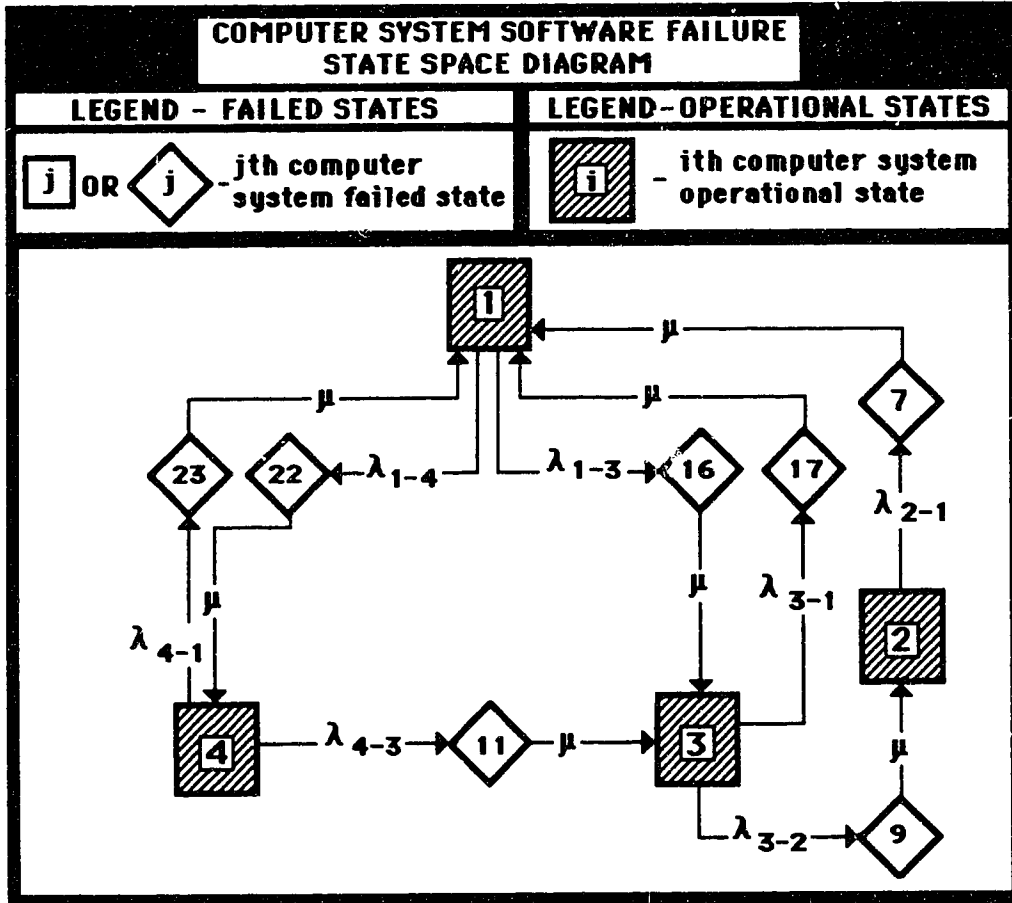 COMPUTER SYSTEM SOFTWARE FAILURE
STATE SPACE DIAGRAM
LEGEND - FAILED STATES
LEGEND-OPERATIONAL STATES
j OR j - jth computer
system failed state
i - ith computer system
operational state
1
μ
7
μ
μ
23
22
λ1-4
λ1-3
16
17
λ2-1
μ
μ
λ3-1
λ4-1
2
4
λ4-3
11
μ
3
μ
λ3-2
9